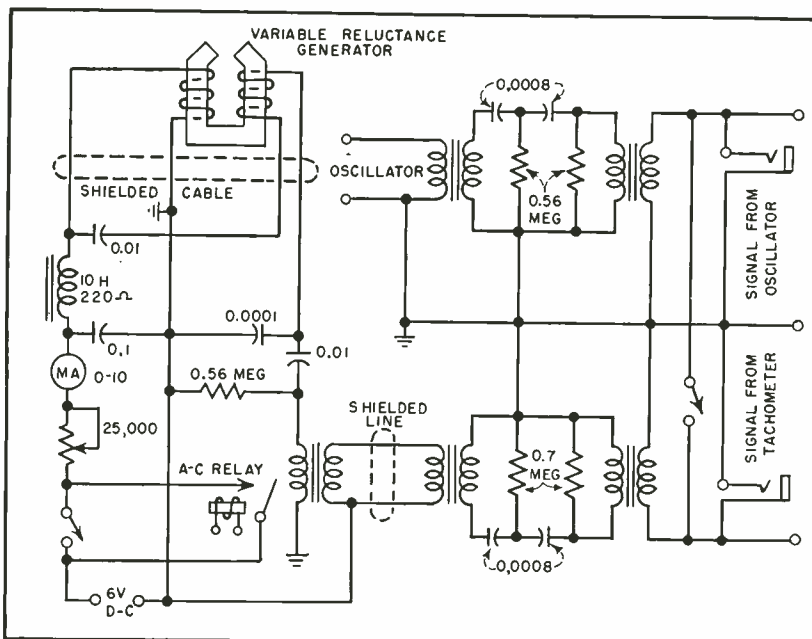 VARIABLE RELUCTANCE
GENERATOR
0,0008
OSCILLATOR
SHIELDED CABLE
0.56
MEG
0.01
10 H
220Ω
0.0001
0.1
0.01
MA
0-10
0.56 MEG
25,000
SHIELDED
LINE
A-C RELAY
0.7
MEG
0,0008
6V
D-C
SIGNAL FROM
OSCILLATOR
SIGNAL FROM
TACHOMETER